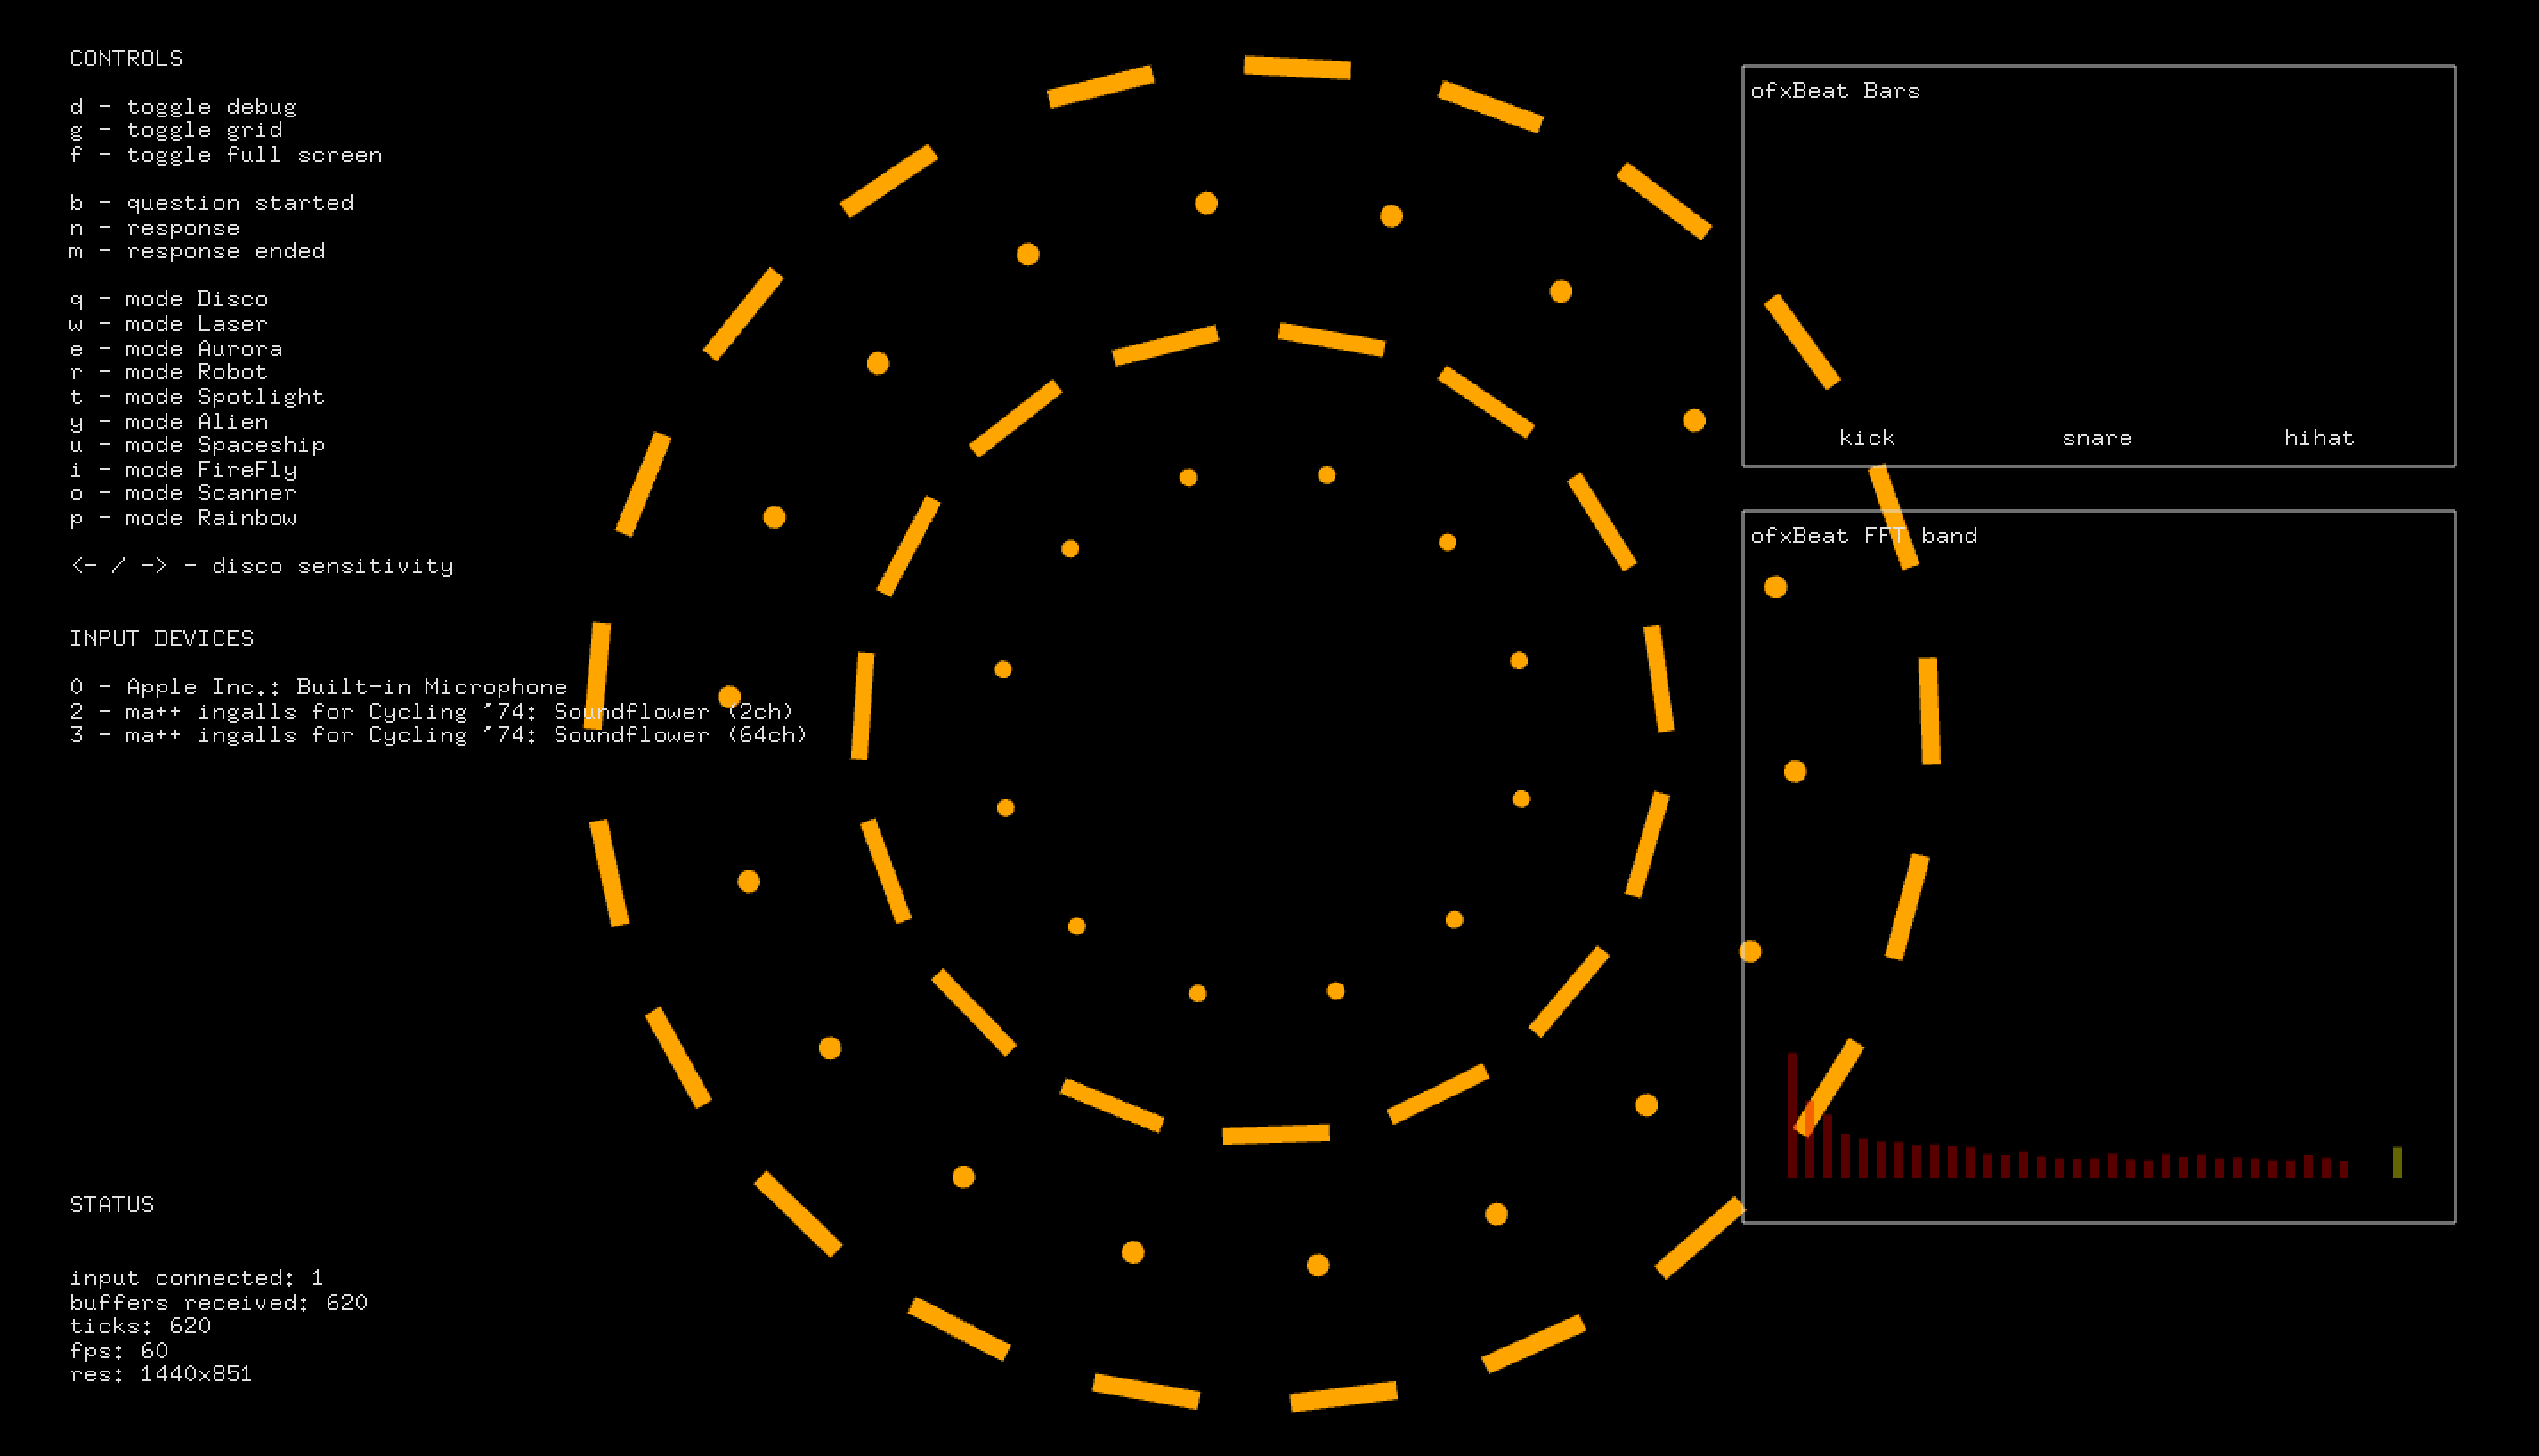 CONTROLS
d - toggle debug
g - toggle grid
f - toggle full screen
b - question started
n - response
m - response ended
q - mode Disco
w - mode Laser
e - mode Aurora
r - mode Robot
t - mode Spotlight
y - mode Alien
u - mode Spaceship
i - mode FireFly
o - mode Scanner
p - mode Rainbow
<- / -> - disco sensitivity
INPUT DEVICES
0 - Apple Inc.: Built-in Microphone
2 - ma++ ingalls for Cycling '74: Soundflower (2ch)
3 - ma++ ingalls for Cycling '74: Soundflower (64ch)
STATUS
input connected: 1
buffers received: 620
ticks: 620
fps: 60
res: 1440x851
ofxBeat Bars
kick snare hihat
ofxBeat FFT band